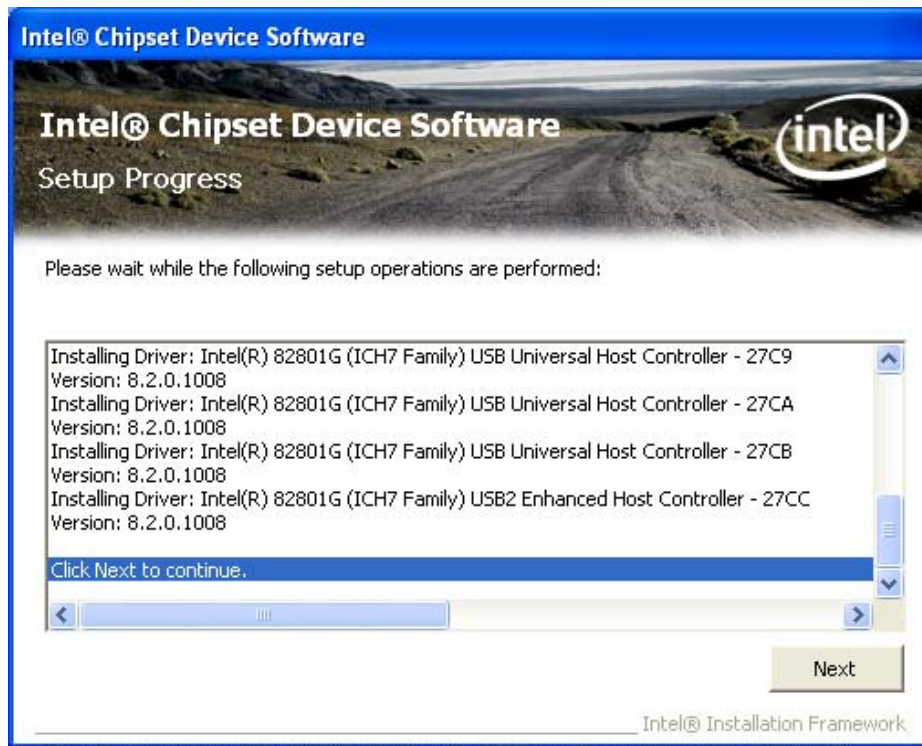 Intel® Chipset Device Software
Intel® Chipset Device Software
intel
Setup Progress
Please wait while the following setup operations are performed:
Installing Driver: Intel(R) 82801G (ICH7 Family) USB Universal Host Controller - 27C9
Version: 8.2.0.1008
Installing Driver: Intel(R) 82801G (ICH7 Family) USB Universal Host Controller - 27CA
Version: 8.2.0.1008
Installing Driver: Intel(R) 82801G (ICH7 Family) USB Universal Host Controller - 27CB
Version: 8.2.0.1008
Installing Driver: Intel(R) 82801G (ICH7 Family) USB2 Enhanced Host Controller - 27CC
Version: 8.2.0.1008
Click Next to continue.
Next
Intel® Installation Framework